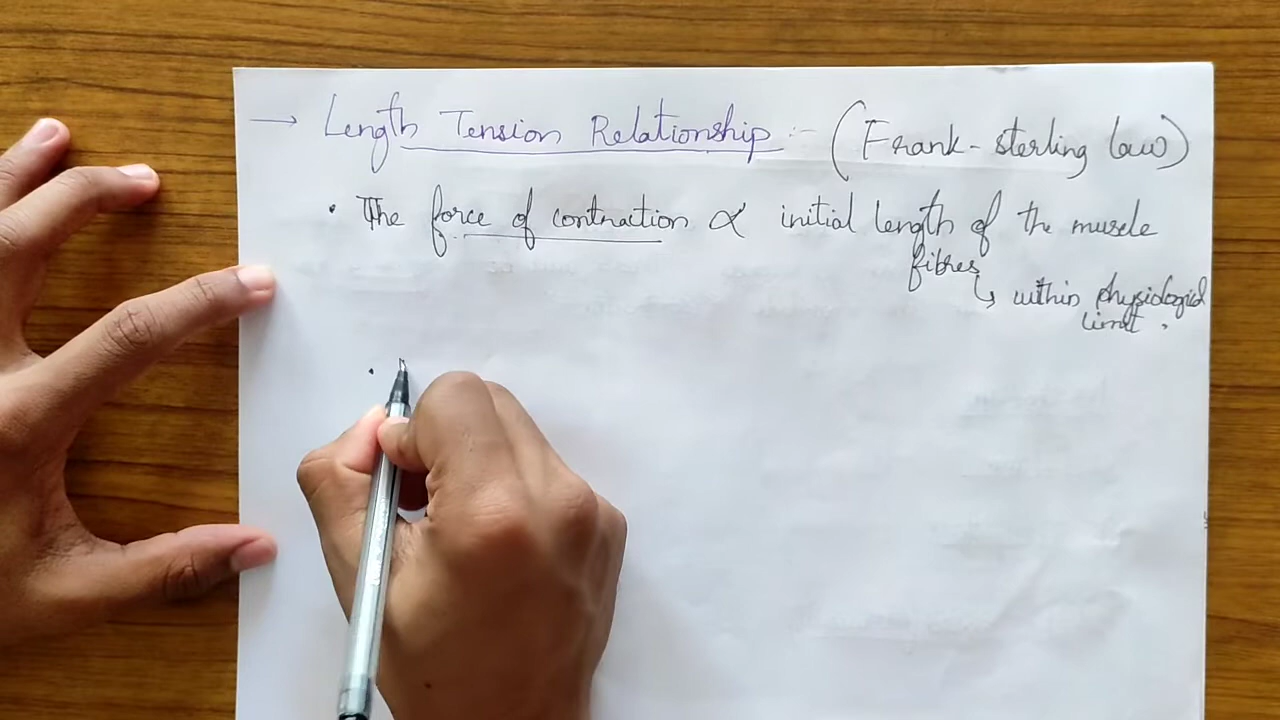 → Length Tension Relationship :- (Frank-sterling law)
• The force of contraction ∝ initial length of the muscle
fibres
↳ within physiological
limit.
•